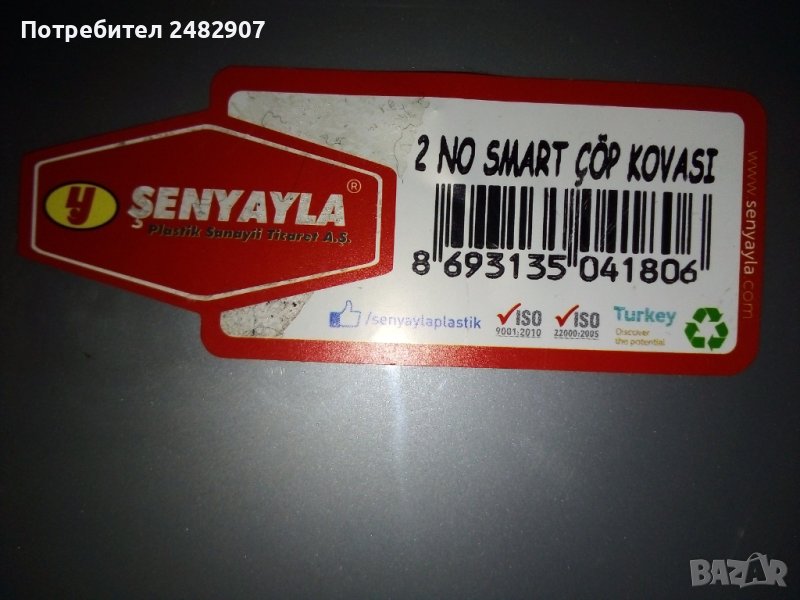 Потребител 2482907
2 NO SMART ÇÖP KOVASI
y
ŞENYAYLA®
Plastik Sanayii Ticaret A.Ş.
8 693135 041806
/senyaylaplastik
ISO
9001:2010
ISO
22000:2005
Turkey
Discover
the potential
www.senyayla.com
BAZAR